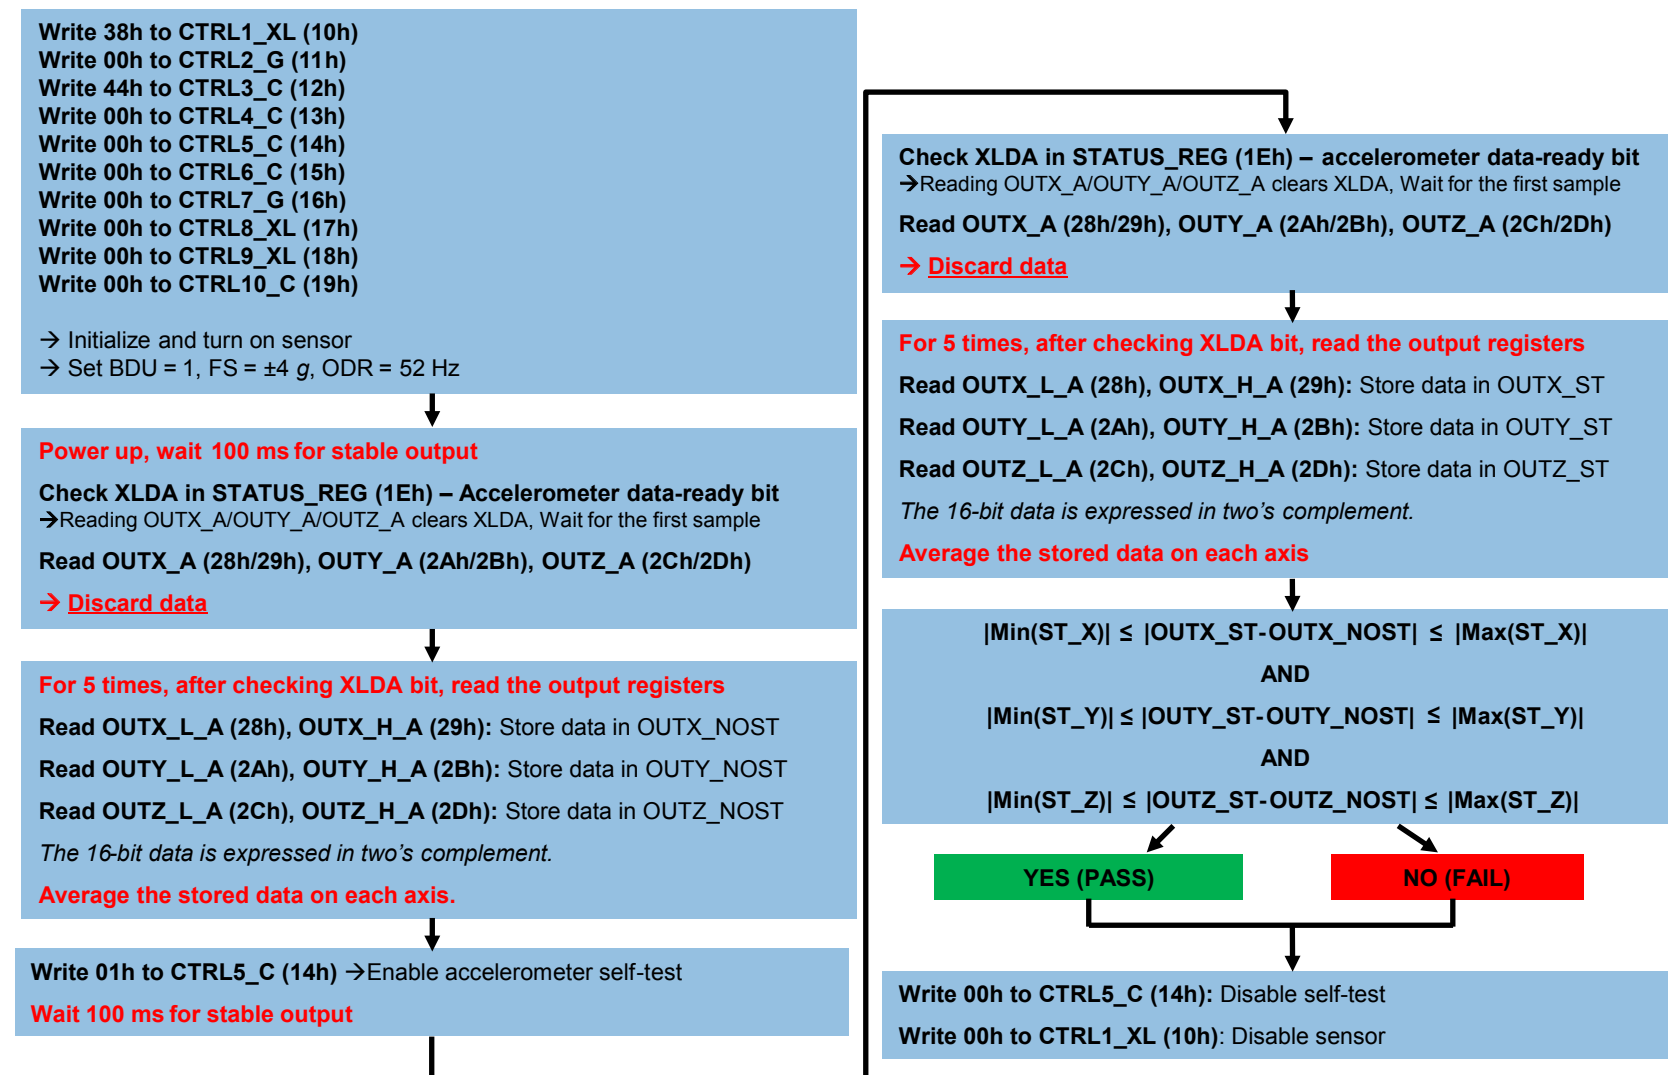 Write 38h to CTRL1_XL (10h)
Write 00h to CTRL2_G (11h)
Write 44h to CTRL3_C (12h)
Write 00h to CTRL4_C (13h)
Write 00h to CTRL5_C (14h)
Write 00h to CTRL6_C (15h)
Write 00h to CTRL7_G (16h)
Write 00h to CTRL8_XL (17h)
Write 00h to CTRL9_XL (18h)
Write 00h to CTRL10_C (19h)
→ Initialize and turn on sensor
→ Set BDU = 1, FS = ±4 g, ODR = 52 Hz
Power up, wait 100 ms for stable output
Check XLDA in STATUS_REG (1Eh) – Accelerometer data-ready bit
→Reading OUTX_A/OUTY_A/OUTZ_A clears XLDA, Wait for the first sample
Read OUTX_A (28h/29h), OUTY_A (2Ah/2Bh), OUTZ_A (2Ch/2Dh)
→ Discard data
For 5 times, after checking XLDA bit, read the output registers
Read OUTX_L_A (28h), OUTX_H_A (29h): Store data in OUTX_NOST
Read OUTY_L_A (2Ah), OUTY_H_A (2Bh): Store data in OUTY_NOST
Read OUTZ_L_A (2Ch), OUTZ_H_A (2Dh): Store data in OUTZ_NOST
The 16-bit data is expressed in two's complement.
Average the stored data on each axis.
Write 01h to CTRL5_C (14h) →Enable accelerometer self-test
Wait 100 ms for stable output
Check XLDA in STATUS_REG (1Eh) – accelerometer data-ready bit
→Reading OUTX_A/OUTY_A/OUTZ_A clears XLDA, Wait for the first sample
Read OUTX_A (28h/29h), OUTY_A (2Ah/2Bh), OUTZ_A (2Ch/2Dh)
→ Discard data
For 5 times, after checking XLDA bit, read the output registers
Read OUTX_L_A (28h), OUTX_H_A (29h): Store data in OUTX_ST
Read OUTY_L_A (2Ah), OUTY_H_A (2Bh): Store data in OUTY_ST
Read OUTZ_L_A (2Ch), OUTZ_H_A (2Dh): Store data in OUTZ_ST
The 16-bit data is expressed in two's complement.
Average the stored data on each axis
|Min(ST_X)| ≤ |OUTX_ST-OUTX_NOST| ≤ |Max(ST_X)|
AND
|Min(ST_Y)| ≤ |OUTY_ST-OUTY_NOST| ≤ |Max(ST_Y)|
AND
|Min(ST_Z)| ≤ |OUTZ_ST-OUTZ_NOST| ≤ |Max(ST_Z)|
YES (PASS)
NO (FAIL)
Write 00h to CTRL5_C (14h): Disable self-test
Write 00h to CTRL1_XL (10h): Disable sensor